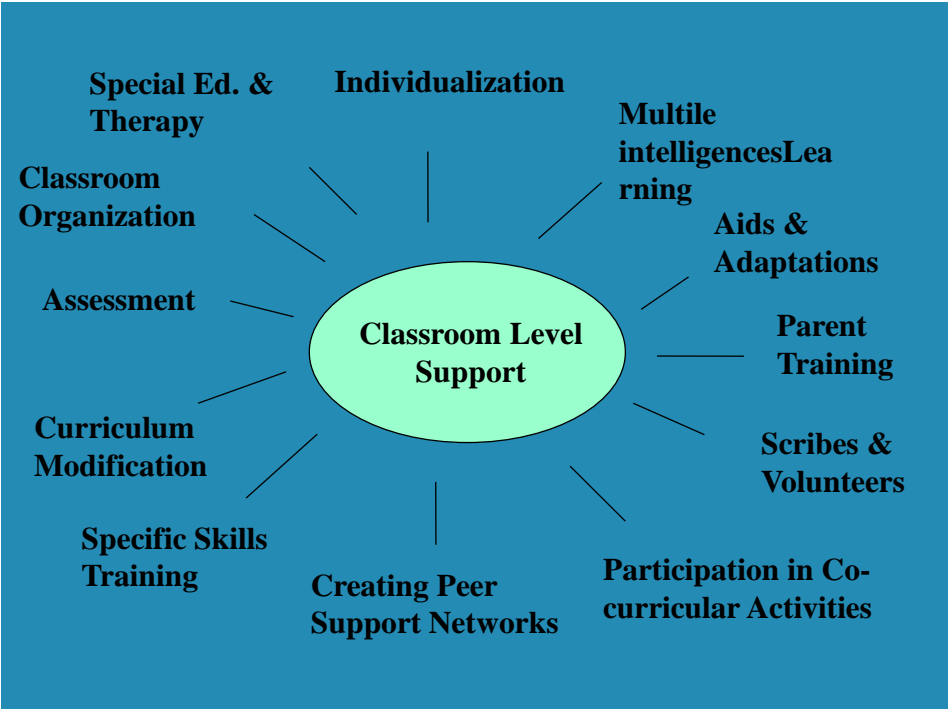 Special Ed. &
Therapy
Individualization
Multile
intelligencesLea
rning
Classroom
Organization
Aids &
Adaptations
Assessment
Classroom Level
Support
Parent
Training
Curriculum
Modification
Scribes &
Volunteers
Specific Skills
Training
Creating Peer
Support Networks
Participation in Co-
curricular Activities